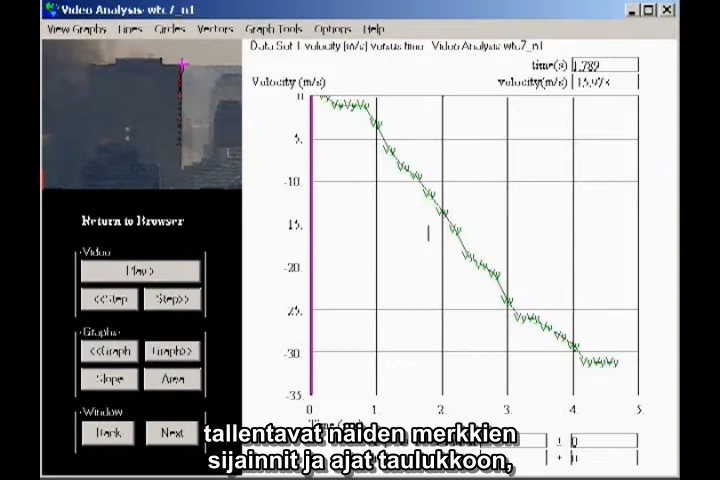 Video Analysis: wtc7_n1
View Graphs Lines Circles Vectors Graph Tools Options Help
Data Set 1 velocity [m/s] versus time Video Analysis wtc7_n1
time(s) 1.789
Velocity (m/s) velocity(m/s)
0
5.
-10.
15.
-20.
-30.
-35.
0 1. 2. 3. 4. 5.
Return to Browser
Video
Play>
<<Step Step>>
Graphs
<<Graph Graph>>
Slope Area
Window
Back Next
0
0
tallentavat näiden merkkien
sijainnit ja ajat taulukkoon,